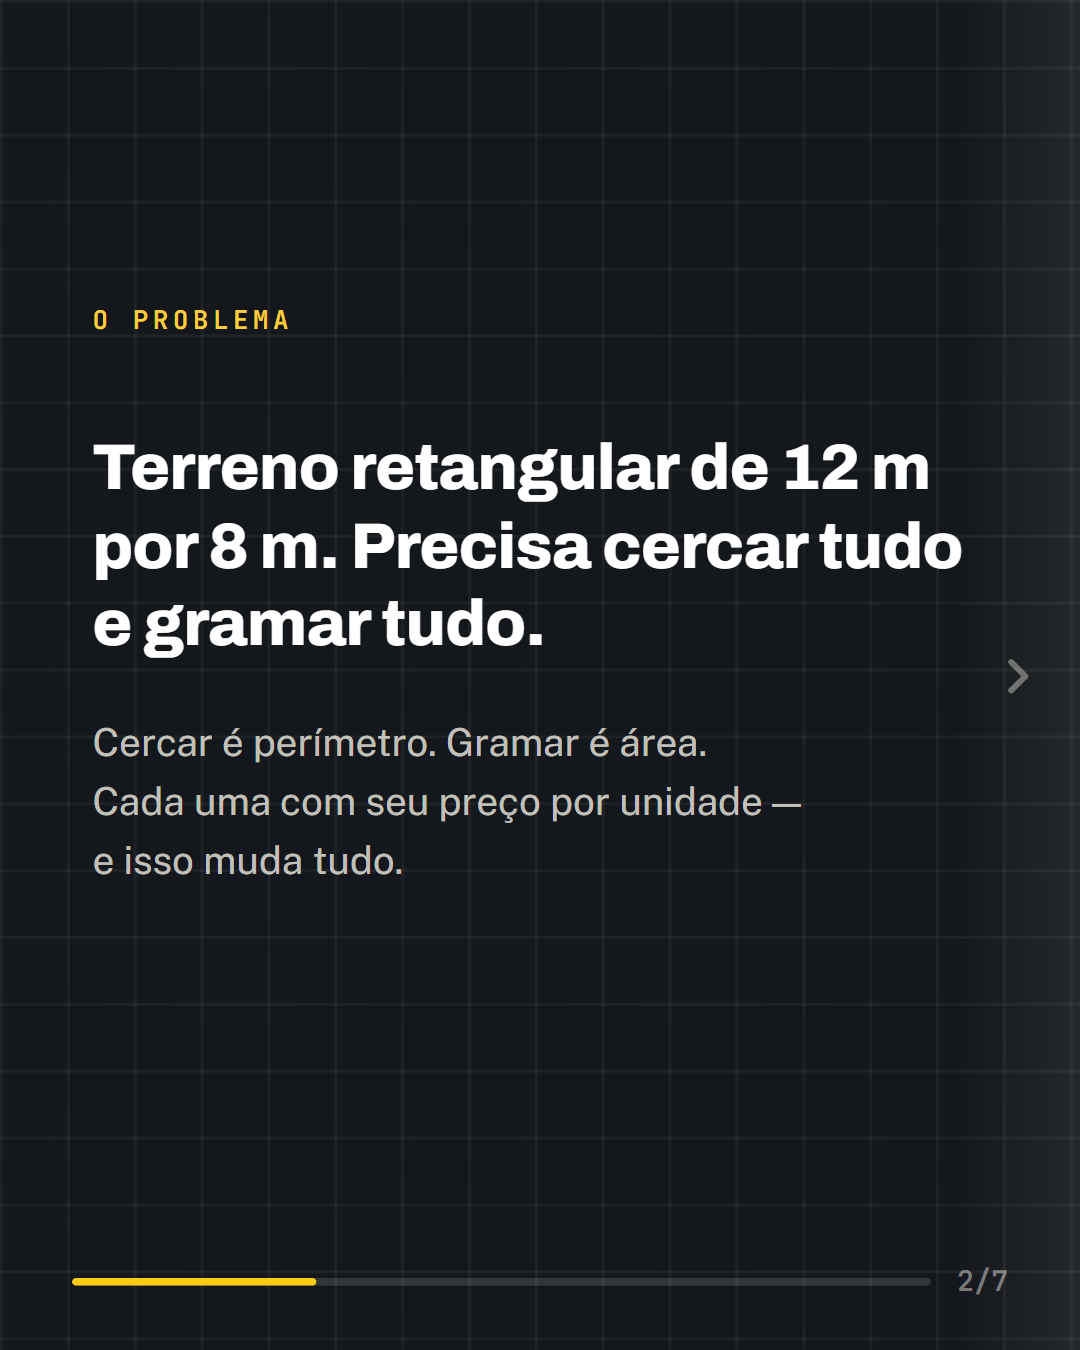 O PROBLEMA
Terreno retangular de 12 m
por 8 m. Precisa cercar tudo
e gramar tudo.
Cercar é perímetro. Gramar é área.
Cada uma com seu preço por unidade —
e isso muda tudo.
2/7